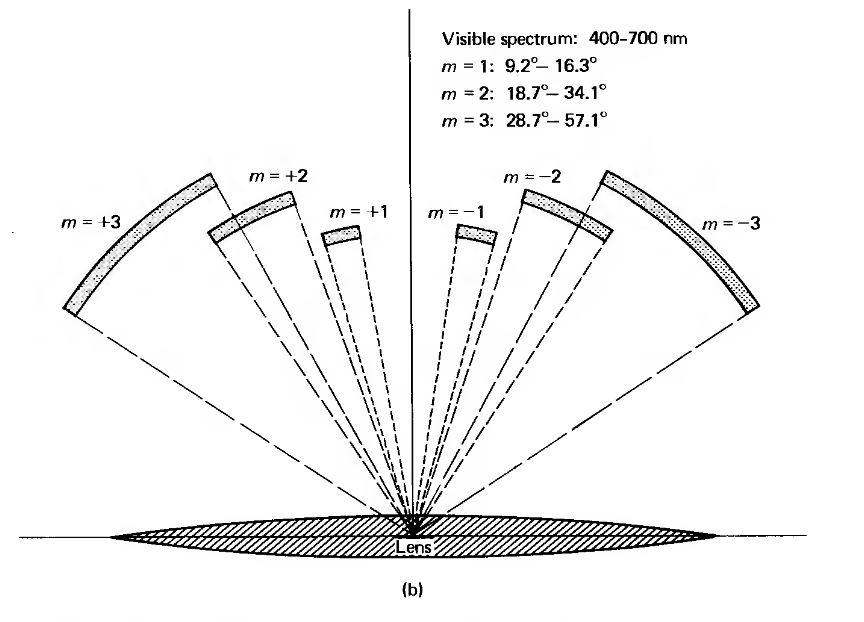 Visible spectrum: 400–700 nm
m = 1: 9.2°– 16.3°
m = 2: 18.7°– 34.1°
m = 3: 28.7°– 57.1°
m = +2
m = −2
m = +3
m = +1
m = −1
m = −3
Lens
(b)